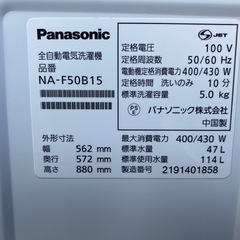 Panasonic
全自動電気洗濯機
品番
NA-F50B15
外形寸法
幅 562 mm
奥行 572 mm
高さ 880 mm
JET
定格電圧 100 V
定格周波数 50/60 Hz
電動機定格消費電力 400/430 W
定格時間 洗いのみ 10 分
標準洗濯容量 5.0 kg
パナソニック株式会社
中国製
最大消費電力 400/430 W
標準水量 47 L
標準使用水量 114 L
製造番号 2191401858